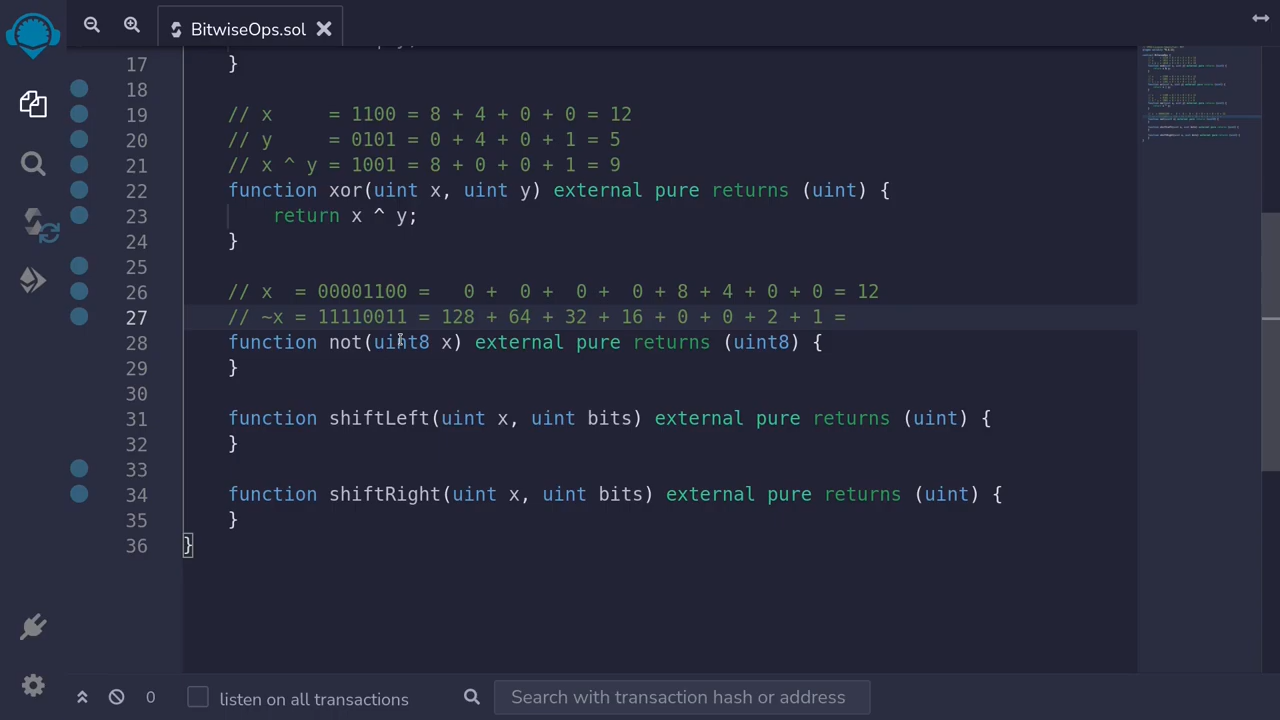 BitwiseOps.sol
17 }
18
19 // x     = 1100 = 8 + 4 + 0 + 0 = 12
20 // y     = 0101 = 0 + 4 + 0 + 1 = 5
21 // x ^ y = 1001 = 8 + 0 + 0 + 1 = 9
22 function xor(uint x, uint y) external pure returns (uint) {
23     return x ^ y;
24 }
25
26 // x  = 00001100 =   0 +  0 +  0 +  0 + 8 + 4 + 0 + 0 = 12
27 // ~x = 11110011 = 128 + 64 + 32 + 16 + 0 + 0 + 2 + 1 =
28 function not(uint8 x) external pure returns (uint8) {
29 }
30
31 function shiftLeft(uint x, uint bits) external pure returns (uint) {
32 }
33
34 function shiftRight(uint x, uint bits) external pure returns (uint) {
35 }
36 }
0 listen on all transactions Search with transaction hash or address